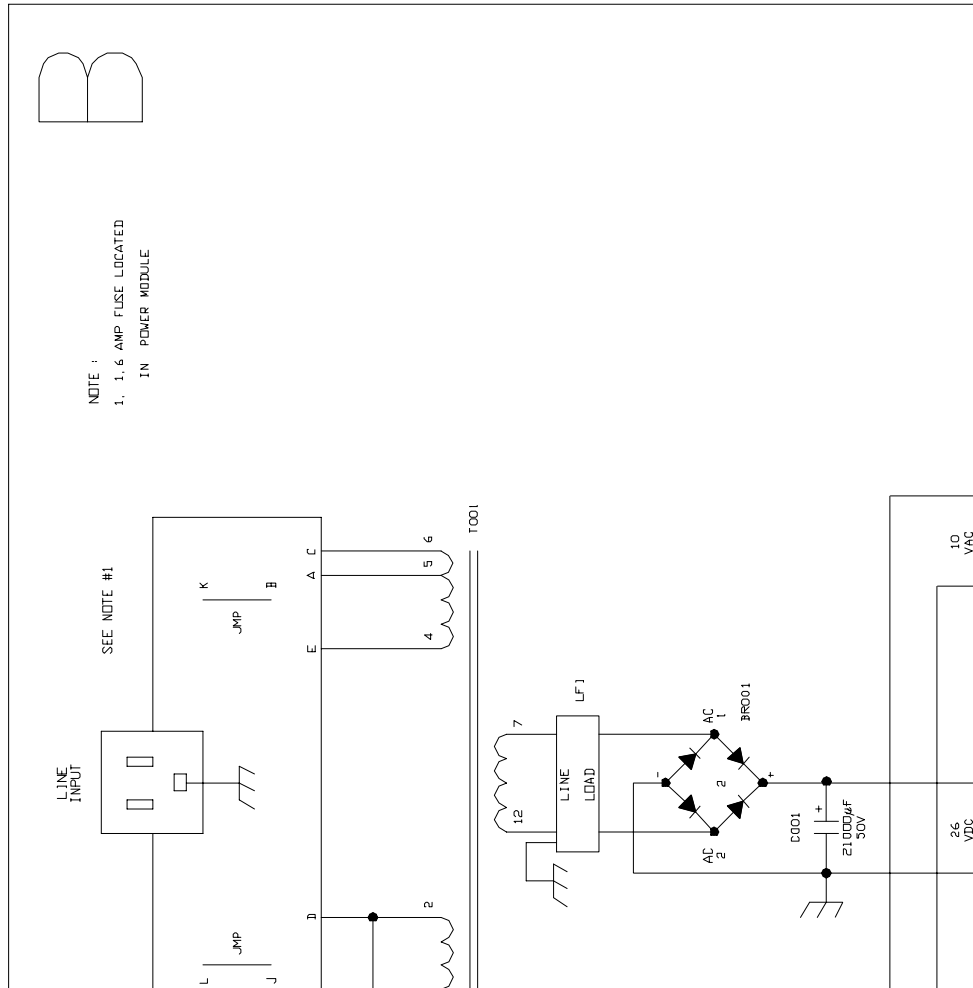 B
NOTE :
1. 1.6 AMP FUSE LOCATED
IN POWER MODULE
SEE NOTE #1
LINE
INPUT
K
JMP
B
C
A
E
6
5
4
T001
L
JMP
J
D
2
7
12
LF1
LINE
LOAD
AC
1
BR001
-
2
+
AC
2
C001
+
21000µF
50V
10
VAC
26
VDC